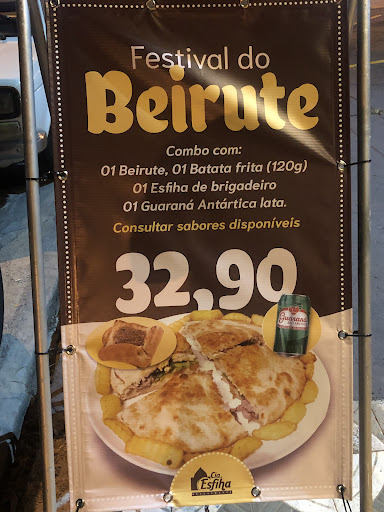 Festival do
Beirute
Combo com:
01 Beirute, 01 Batata frita (120g)
01 Esfiha de brigadeiro
01 Guaraná Antártica lata.
Consultar sabores disponíveis
32,90
Guaraná
Cia
Esfiha